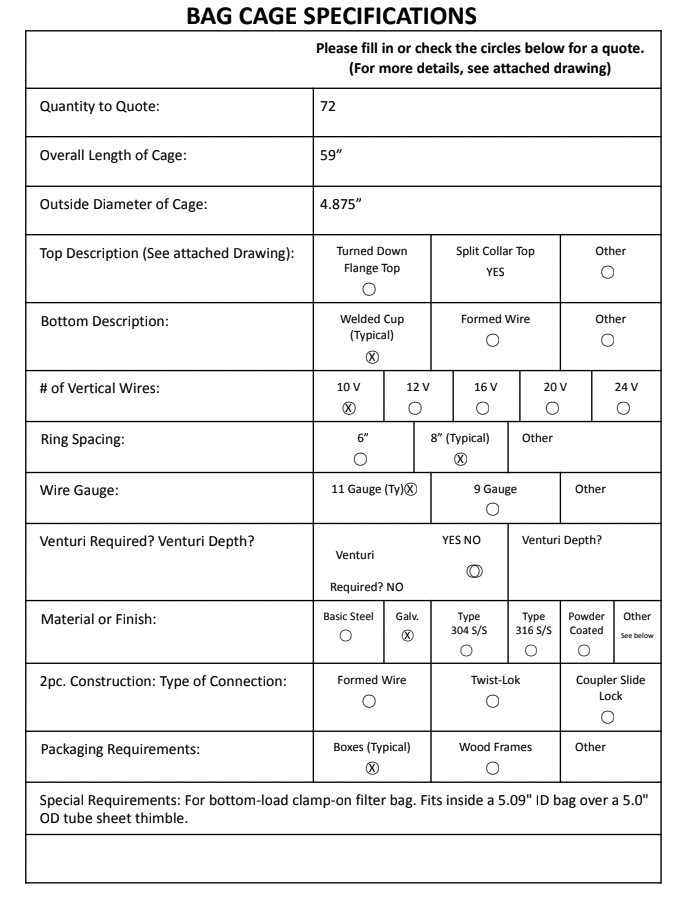 BAG CAGE SPECIFICATIONS
Please fill in or check the circles below for a quote.
(For more details, see attached drawing)
Quantity to Quote: 72
Overall Length of Cage: 59”
Outside Diameter of Cage: 4.875”
Top Description (See attached Drawing):
Turned Down
Flange Top
Split Collar Top
YES
Other
Bottom Description:
Welded Cup
(Typical)
X
Formed Wire
Other
# of Vertical Wires:
10 V
X
12 V
16 V
20 V
24 V
Ring Spacing:
6”
8” (Typical)
X
Other
Wire Gauge:
11 Gauge (Ty)X
9 Gauge
Other
Venturi Required? Venturi Depth?
Venturi
Required? NO
YES NO
Venturi Depth?
Material or Finish:
Basic Steel
Galv.
X
Type
304 S/S
Type
316 S/S
Powder
Coated
Other
See below
2pc. Construction: Type of Connection:
Formed Wire
Twist-Lok
Coupler Slide
Lock
Packaging Requirements:
Boxes (Typical)
X
Wood Frames
Other
Special Requirements: For bottom-load clamp-on filter bag. Fits inside a 5.09" ID bag over a 5.0"
OD tube sheet thimble.